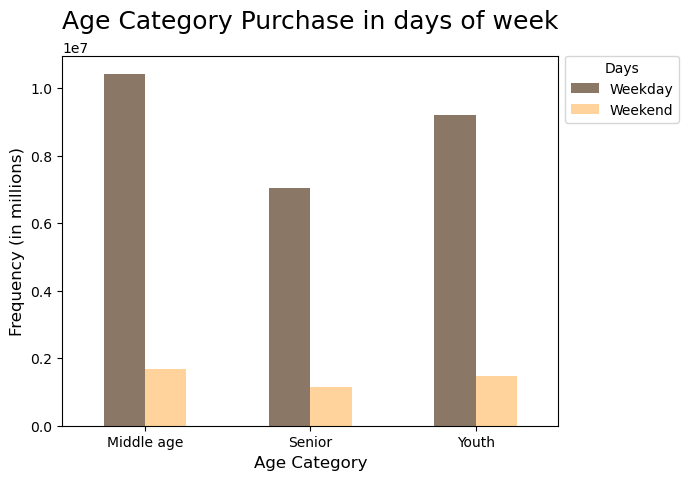 Age Category Purchase in days of week
1e7
Days
Weekday
Weekend
1.0
0.8
0.6
0.4
0.2
0.0
Frequency (in millions)
Middle age Senior Youth
Age Category